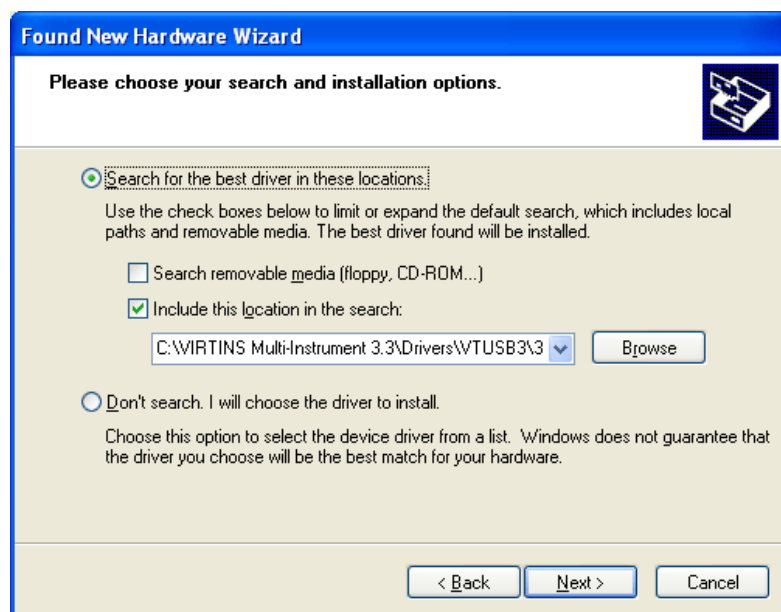 Found New Hardware Wizard
Please choose your search and installation options.
Search for the best driver in these locations.
Use the check boxes below to limit or expand the default search, which includes local
paths and removable media. The best driver found will be installed.
Search removable media (floppy, CD-ROM...)
Include this location in the search:
C:\VIRTINS Multi-Instrument 3.3\Drivers\VTUSB3\3
Browse
Don't search. I will choose the driver to install.
Choose this option to select the device driver from a list. Windows does not guarantee that
the driver you choose will be the best match for your hardware.
< Back
Next >
Cancel